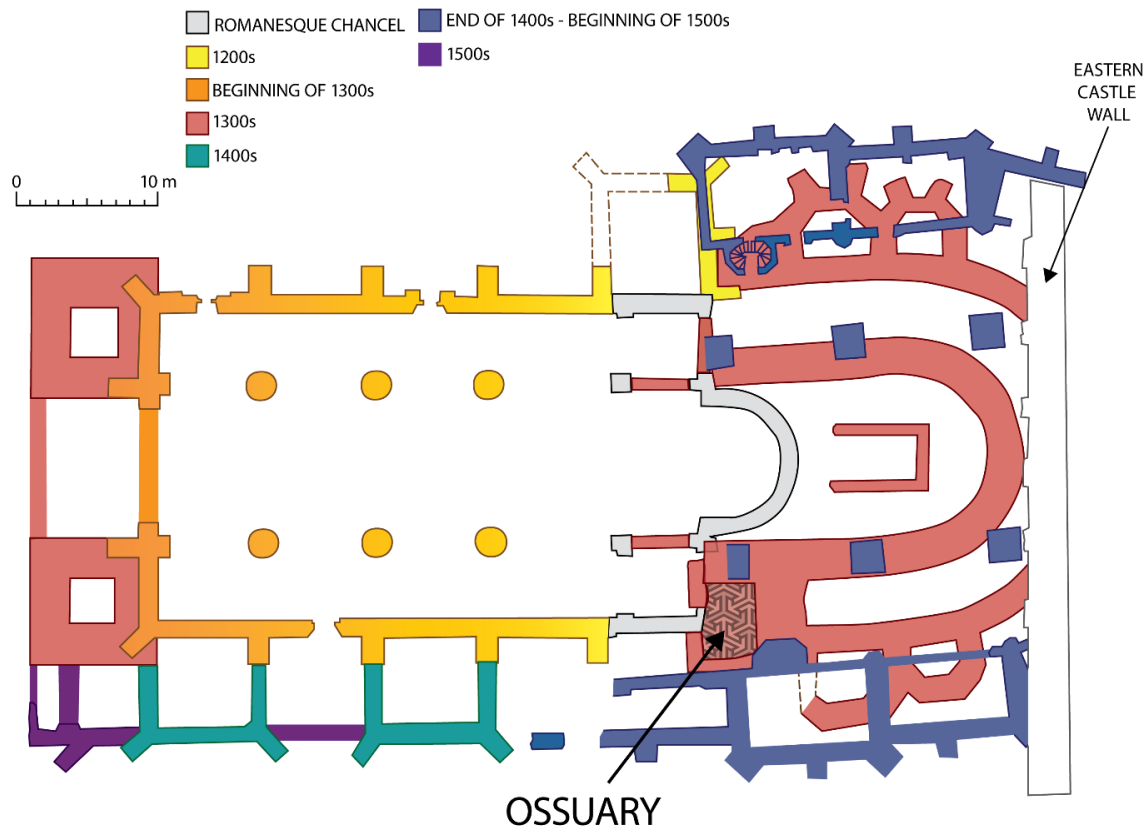 ROMANESQUE CHANCEL
1200s
BEGINNING OF 1300s
1300s
1400s
END OF 1400s - BEGINNING OF 1500s
1500s
EASTERN
CASTLE
WALL
0 10 m
OSSUARY